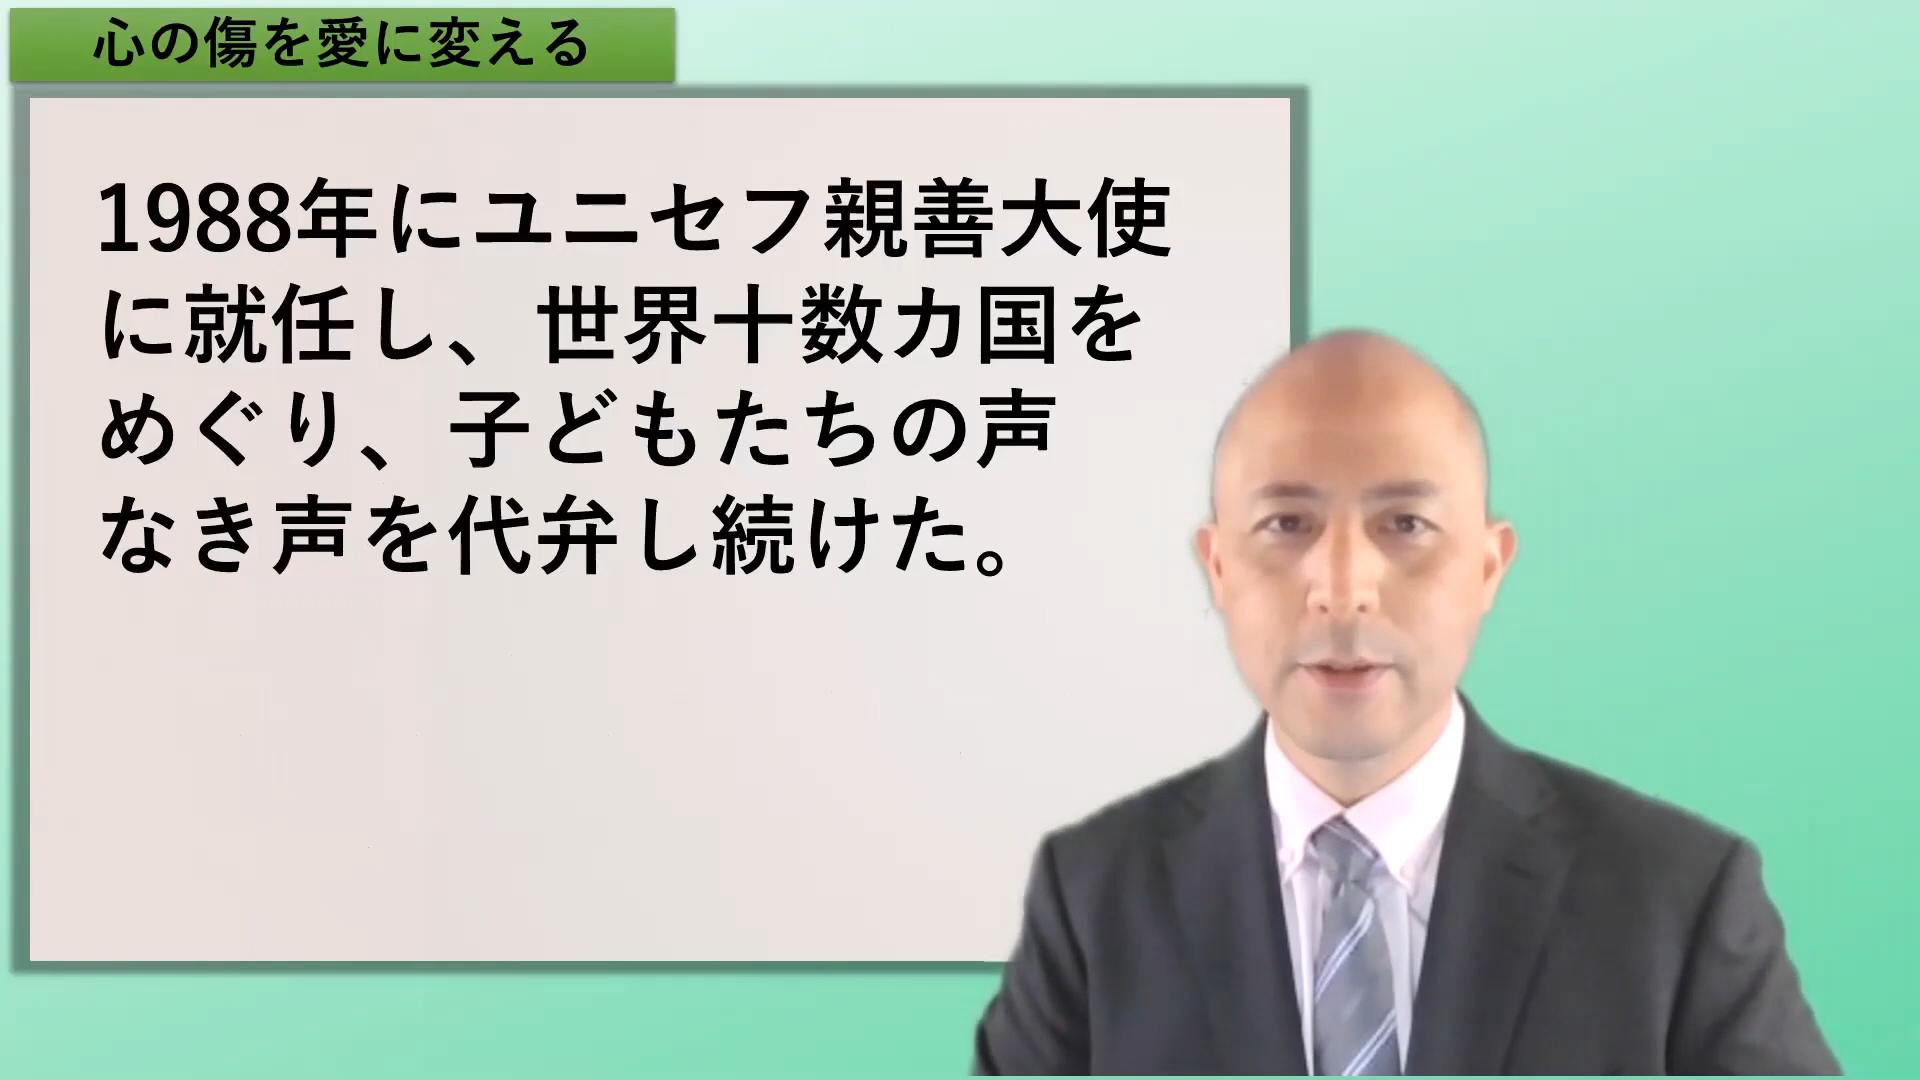 心の傷を愛に変える
1988年にユニセフ親善大使
に就任し、世界十数カ国を
めぐり、子どもたちの声
なき声を代弁し続けた。